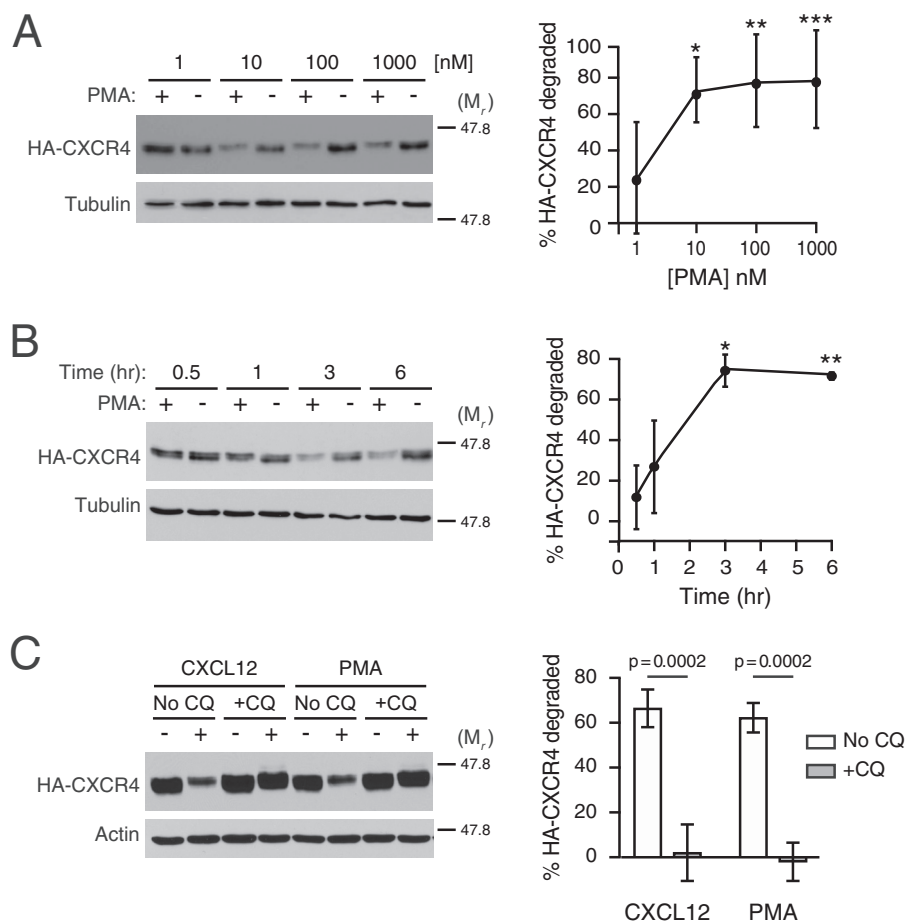 A
1 10 100 1000 [nM]
PMA: + - + - + - + - (Mr)
47.8
HA-CXCR4
Tubulin
47.8
% HA-CXCR4 degraded
100
80
60
40
20
0
* ** ***
1 10 100 1000
[PMA] nM
B
Time (hr): 0.5 1 3 6
PMA: + - + - + - + - (Mr)
47.8
HA-CXCR4
Tubulin
47.8
% HA-CXCR4 degraded
80
60
40
20
0
* **
0 1 2 3 4 5 6
Time (hr)
C
CXCL12 PMA
No CQ +CQ No CQ +CQ
- + - + - + - + (Mr)
47.8
HA-CXCR4
47.8
Actin
% HA-CXCR4 degraded
80
60
40
20
0
p=0.0002 p=0.0002
No CQ
+CQ
CXCL12 PMA